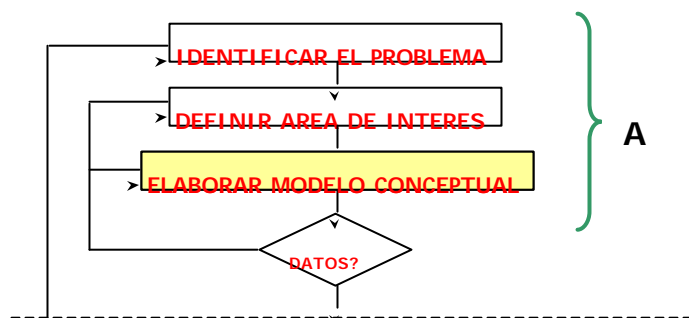 IDENTIFICAR EL PROBLEMA
DEFINIR AREA DE INTERES
A
ELABORAR MODELO CONCEPTUAL
DATOS?